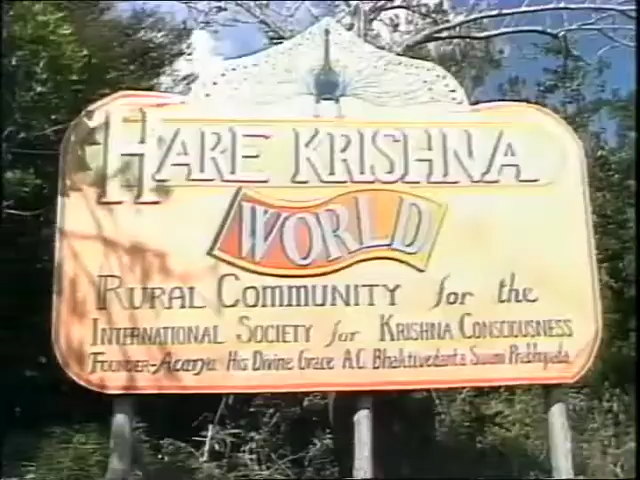 HARE KRISHNA
WORLD
RURAL COMMUNITY for the
INTERNATIONAL SOCIETY for KRISHNA CONSCIOUSNESS
FOUNDER-ACARYA HIS DIVINE GRACE A.C. BHAKTIVEDANTA SWAMI PRABHUPADA